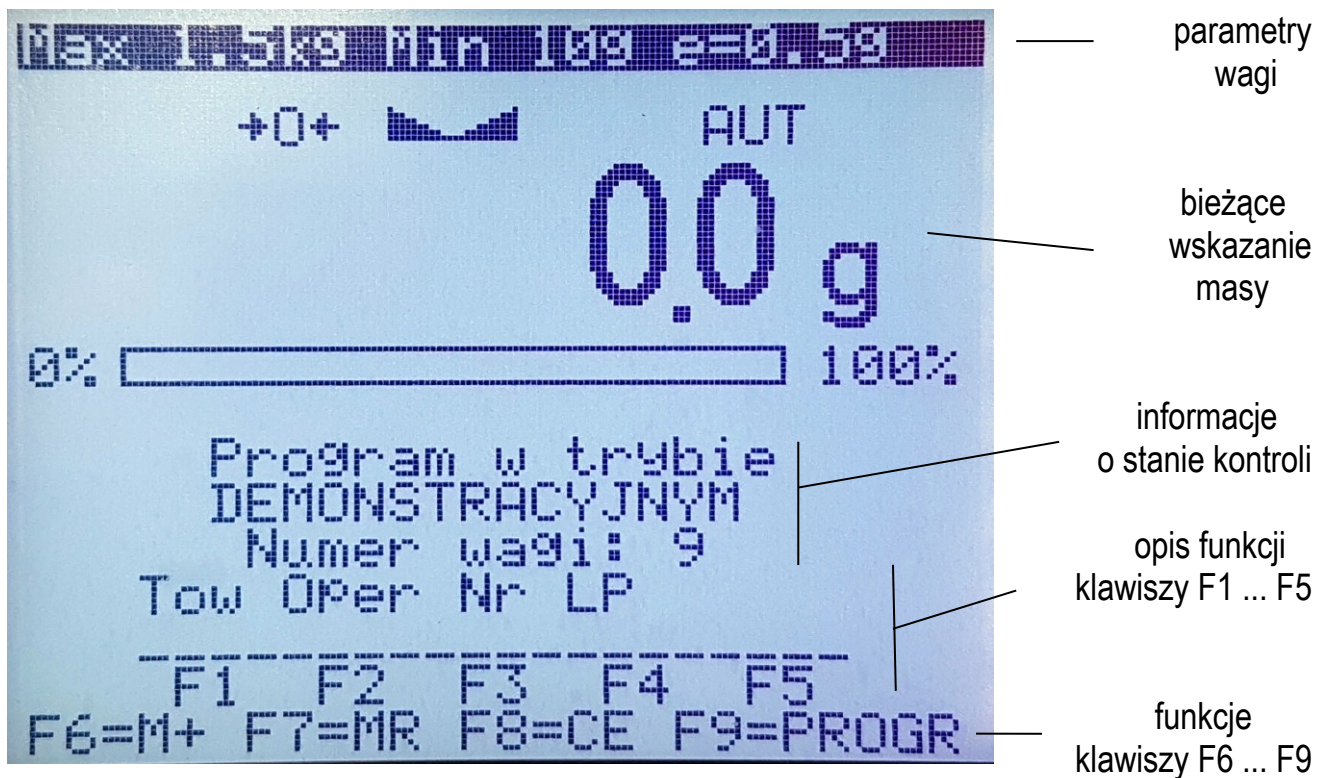 Max 1.5kg Min 10g e=0.5g
→0← AUT
0.0 g
0% 100%
Program w trybie
DEMONSTRACYJNYM
Numer wagi: 9
Tow Oper Nr LP
F1 F2 F3 F4 F5
F6=M+ F7=MR F8=CE F9=PROGR
parametry
wagi
bieżące
wskazanie
masy
informacje
o stanie kontroli
opis funkcji
klawiszy F1 ... F5
funkcje
klawiszy F6 ... F9